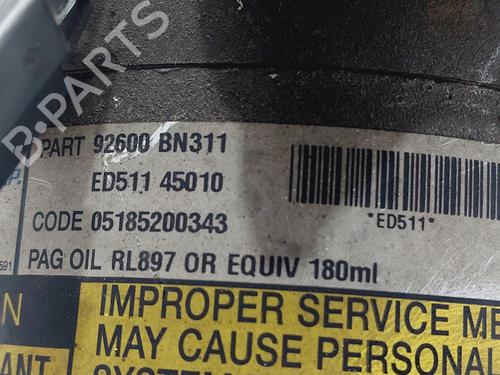 B-PARTS
PART 92600 BN311
ED511 45010
CODE 05185200343
*ED511*
PAG OIL RL897 OR EQUIV 180ml
591
IMPROPER SERVICE ME
MAY CAUSE PERSONAL